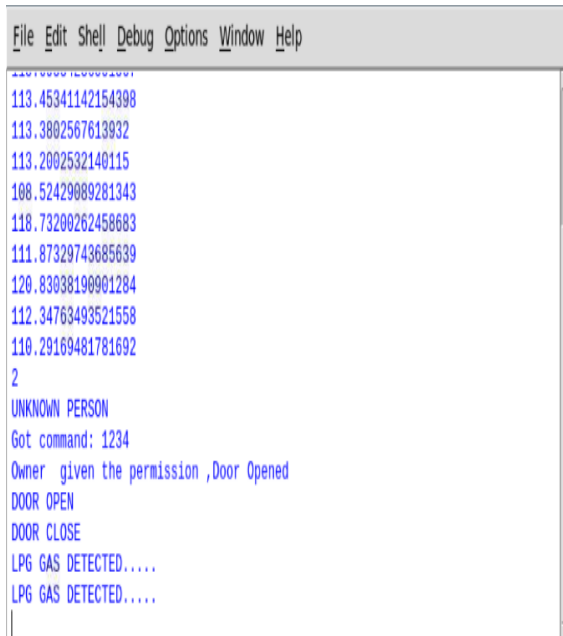 File Edit Shell Debug Options Window Help
113.45341142154398
113.3802567613932
113.2002532140115
108.52429089281343
118.73200262458683
111.87329743685639
120.83038190901284
112.34763493521558
110.29169481781692
2
UNKNOWN PERSON
Got command: 1234
Owner  given the permission ,Door Opened
DOOR OPEN
DOOR CLOSE
LPG GAS DETECTED.....
LPG GAS DETECTED.....